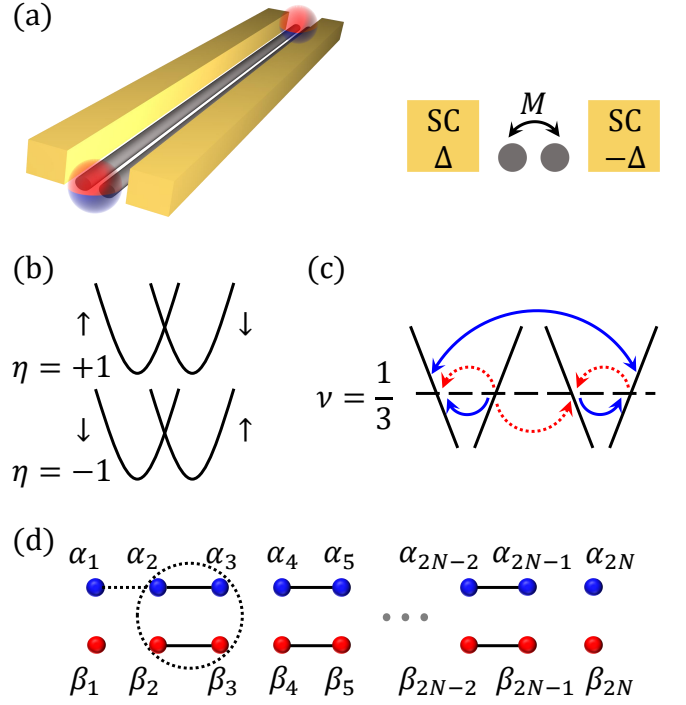 (a)
M
SC SC
Δ −Δ
(b) (c)
↑ ↓
η = +1
ν = 1/3
↓ ↑
η = −1
(d)
α₁ α₂ α₃ α₄ α₅ α₂N₋₂ α₂N₋₁ α₂N
β₁ β₂ β₃ β₄ β₅ β₂N₋₂ β₂N₋₁ β₂N